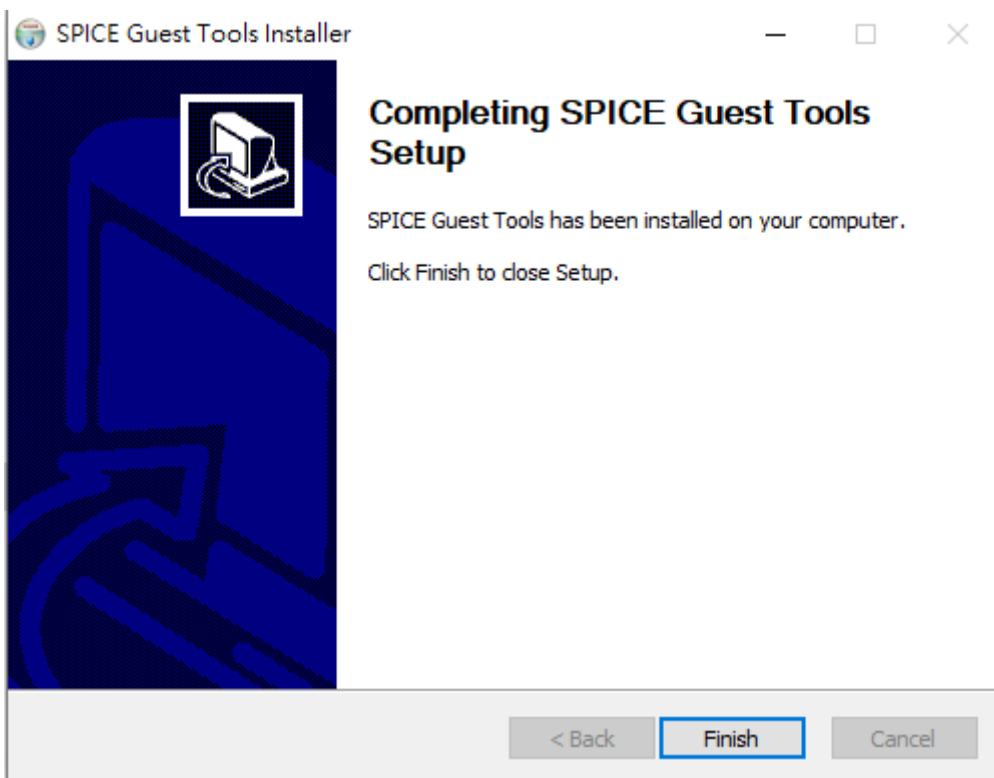 SPICE Guest Tools Installer
Completing SPICE Guest Tools
Setup
SPICE Guest Tools has been installed on your computer.
Click Finish to close Setup.
< Back
Finish
Cancel